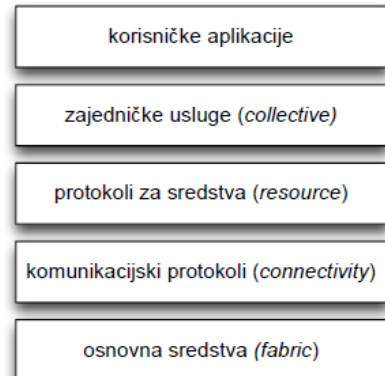 korisničke aplikacije
zajedničke usluge (collective)
protokoli za sredstva (resource)
komunikacijski protokoli (connectivity)
osnovna sredstva (fabric)